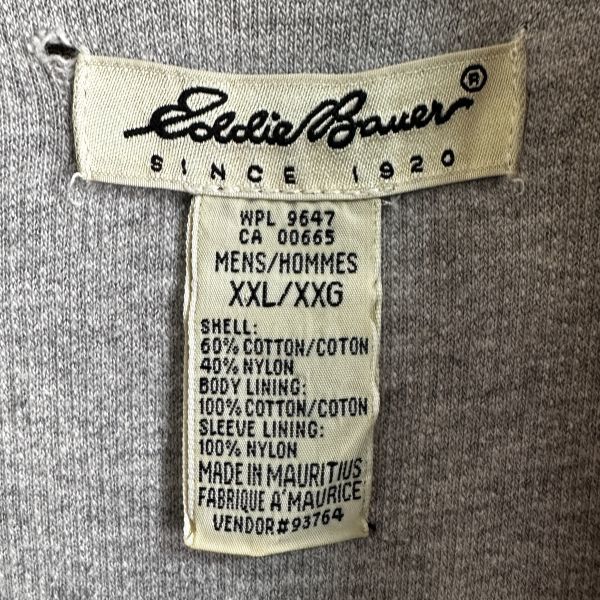 Eddie Bauer®
SINCE 1920
WPL 9647
CA 00665
MENS/HOMMES
XXL/XXG
SHELL:
60% COTTON/COTON
40% NYLON
BODY LINING:
100% COTTON/COTON
SLEEVE LINING:
100% NYLON
MADE IN MAURITIUS
FABRIQUE A' MAURICE
VENDOR#93764